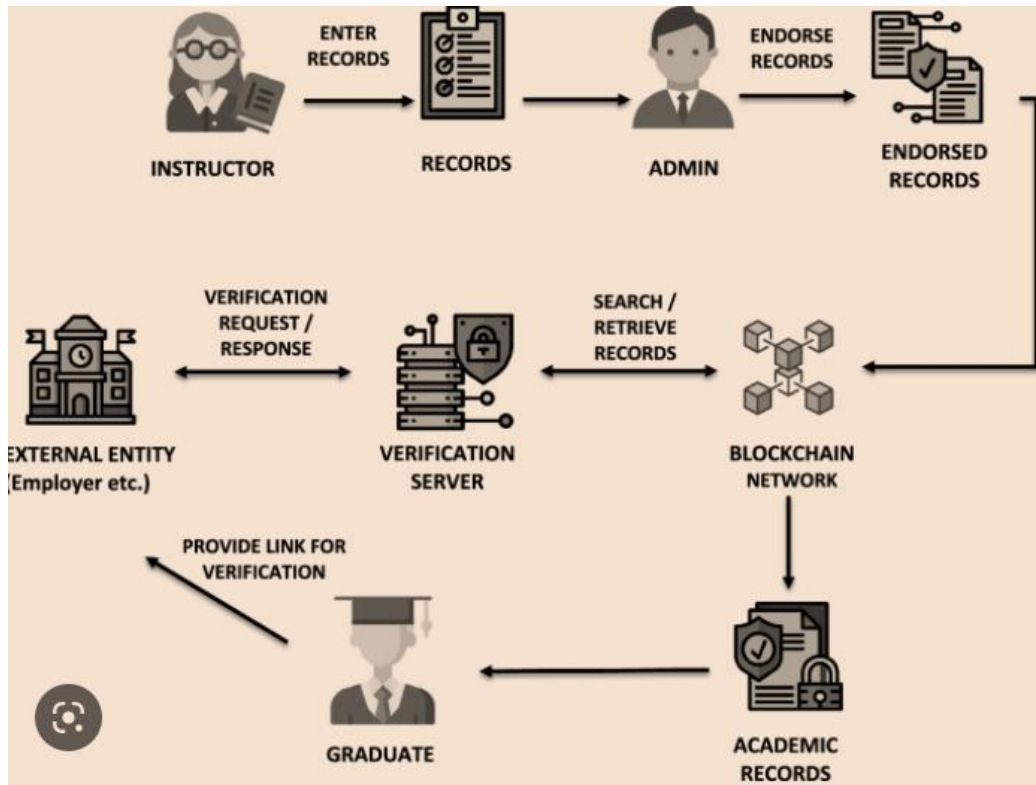 ENTER
RECORDS
ENDORSE
RECORDS
INSTRUCTOR
RECORDS
ADMIN
ENDORSED
RECORDS
VERIFICATION
REQUEST /
RESPONSE
SEARCH /
RETRIEVE
RECORDS
EXTERNAL ENTITY
(Employer etc.)
VERIFICATION
SERVER
BLOCKCHAIN
NETWORK
PROVIDE LINK FOR
VERIFICATION
GRADUATE
ACADEMIC
RECORDS